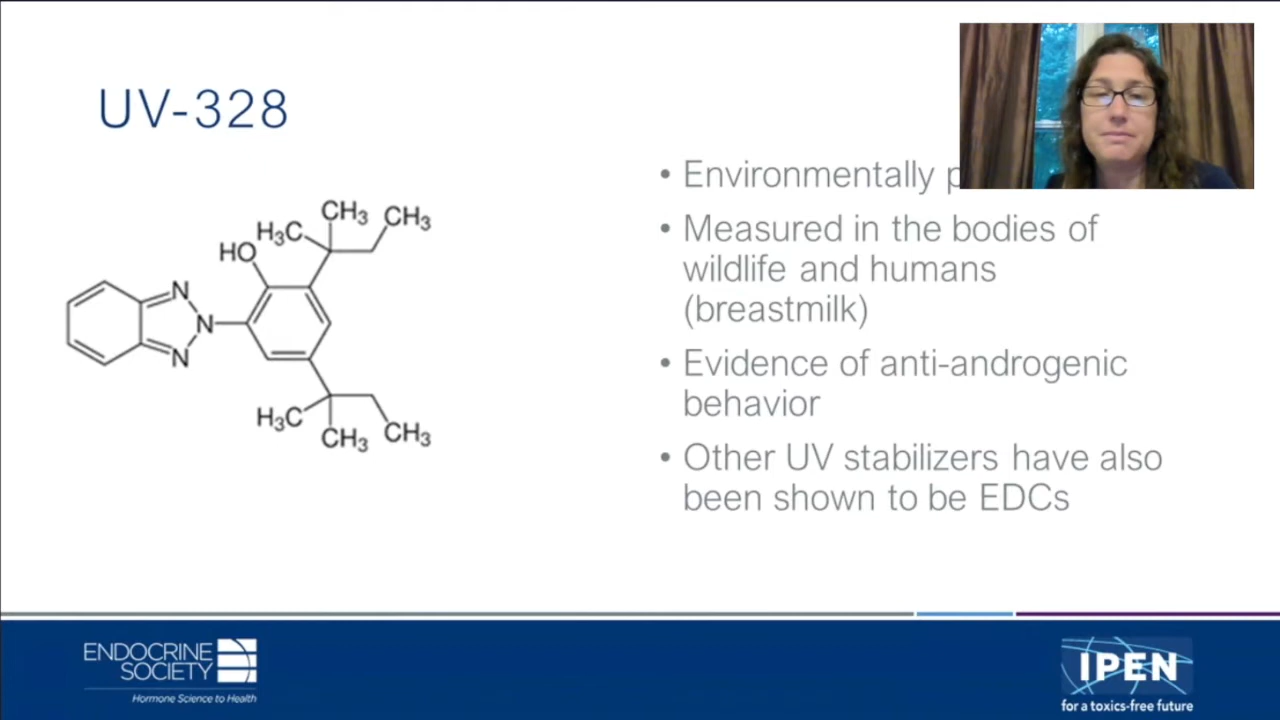 UV-328
CH₃
CH₃
H₃C
HO
N
N
N
H₃C
CH₃
CH₃
• Environmentally
• Measured in the bodies of
wildlife and humans
(breastmilk)
• Evidence of anti-androgenic
behavior
• Other UV stabilizers have also
been shown to be EDCs
ENDOCRINE
SOCIETY
Hormone Science to Health
IPEN
for a toxics-free future